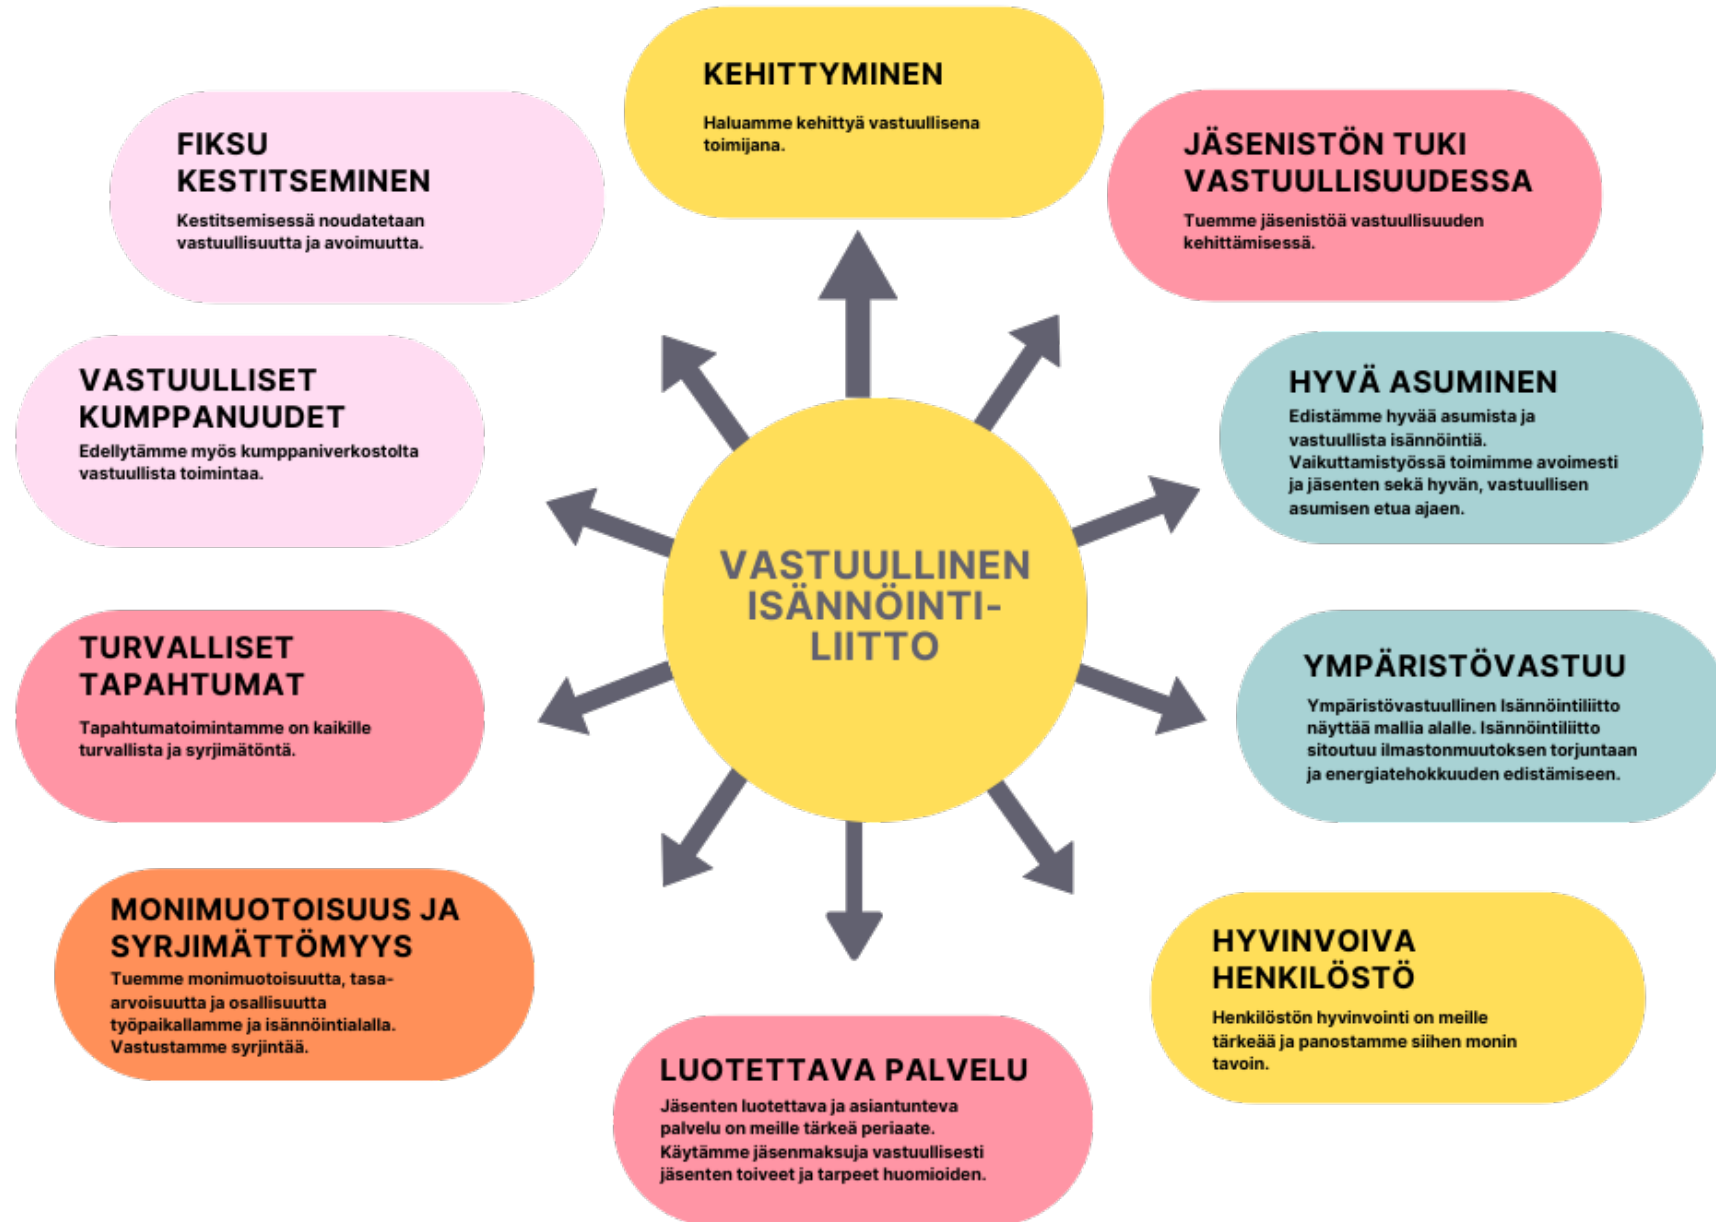 KEHITTYMINEN
Haluamme kehittyä vastuullisena
toimijana.
JÄSENISTÖN TUKI
VASTUULLISUUDESSA
Tuemme jäsenistöä vastuullisuuden
kehittämisessä.
HYVÄ ASUMINEN
Edistämme hyvää asumista ja
vastuullista isännöintiä.
Vaikuttamistyössä toimimme avoimesti
ja jäsenten sekä hyvän, vastuullisen
asumisen etua ajaen.
YMPÄRISTÖVASTUU
Ympäristövastuullinen Isännöintiliitto
näyttää mallia alalle. Isännöintiliitto
sitoutuu ilmastonmuutoksen torjuntaan
ja energiatehokkuuden edistämiseen.
HYVINVOIVA
HENKILÖSTÖ
Henkilöstön hyvinvointi on meille
tärkeää ja panostamme siihen monin
tavoin.
LUOTETTAVA PALVELU
Jäsenten luotettava ja asiantunteva
palvelu on meille tärkeä periaate.
Käytämme jäsenmaksuja vastuullisesti
jäsenten toiveet ja tarpeet huomioiden.
MONIMUOTOISUUS JA
SYRJIMÄTTÖMYYS
Tuemme monimuotoisuutta, tasa-
arvoisuutta ja osallisuutta
työpaikallamme ja isännöintialalla.
Vastustamme syrjintää.
TURVALLISET
TAPAHTUMAT
Tapahtumatoimintamme on kaikille
turvallista ja syrjimätöntä.
VASTUULLISET
KUMPPANUUDET
Edellytämme myös kumppaniverkostolta
vastuullista toimintaa.
FIKSU
KESTITSEMINEN
Kestitsemisessä noudatetaan
vastuullisuutta ja avoimuutta.
VASTUULLINEN
ISÄNNÖINTI-
LIITTO